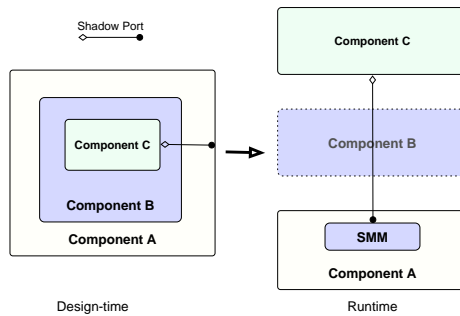 Shadow Port
Component C
Component B
Component A
Design-time
Component C
Component B
SMM
Component A
Runtime